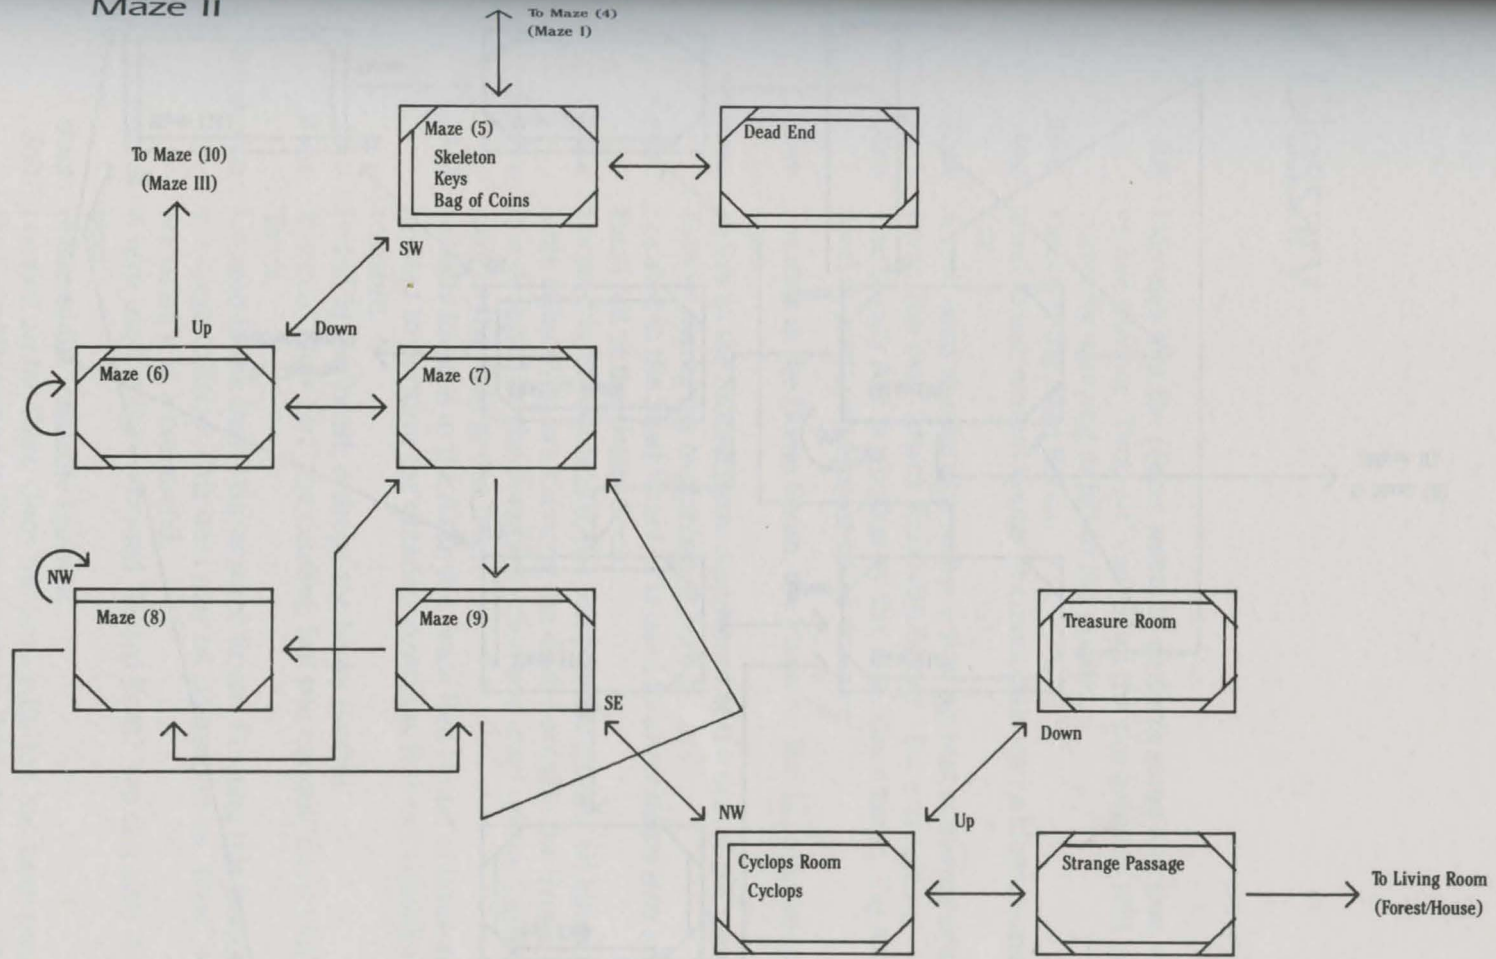 Maze II
To Maze (4)
(Maze I)
Maze (5)
Skeleton
Keys
Bag of Coins
Dead End
To Maze (10)
(Maze III)
SW
Up
Down
Maze (6)
Maze (7)
NW
Maze (8)
Maze (9)
SE
Treasure Room
Down
NW
Up
Cyclops Room
Cyclops
Strange Passage
To Living Room
(Forest/House)